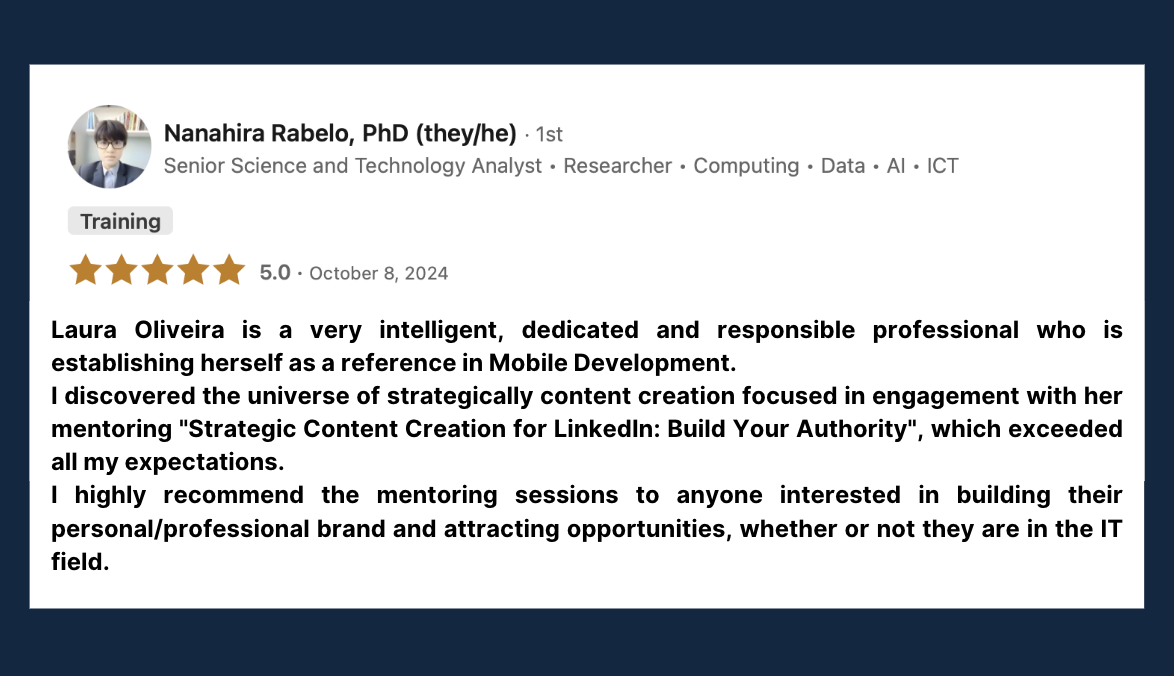 Nanahira Rabelo, PhD (they/he) · 1st
Senior Science and Technology Analyst • Researcher • Computing • Data • AI • ICT
Training
5.0 · October 8, 2024
Laura Oliveira is a very intelligent, dedicated and responsible professional who is
establishing herself as a reference in Mobile Development.
I discovered the universe of strategically content creation focused in engagement with her
mentoring "Strategic Content Creation for LinkedIn: Build Your Authority", which exceeded
all my expectations.
I highly recommend the mentoring sessions to anyone interested in building their
personal/professional brand and attracting opportunities, whether or not they are in the IT
field.